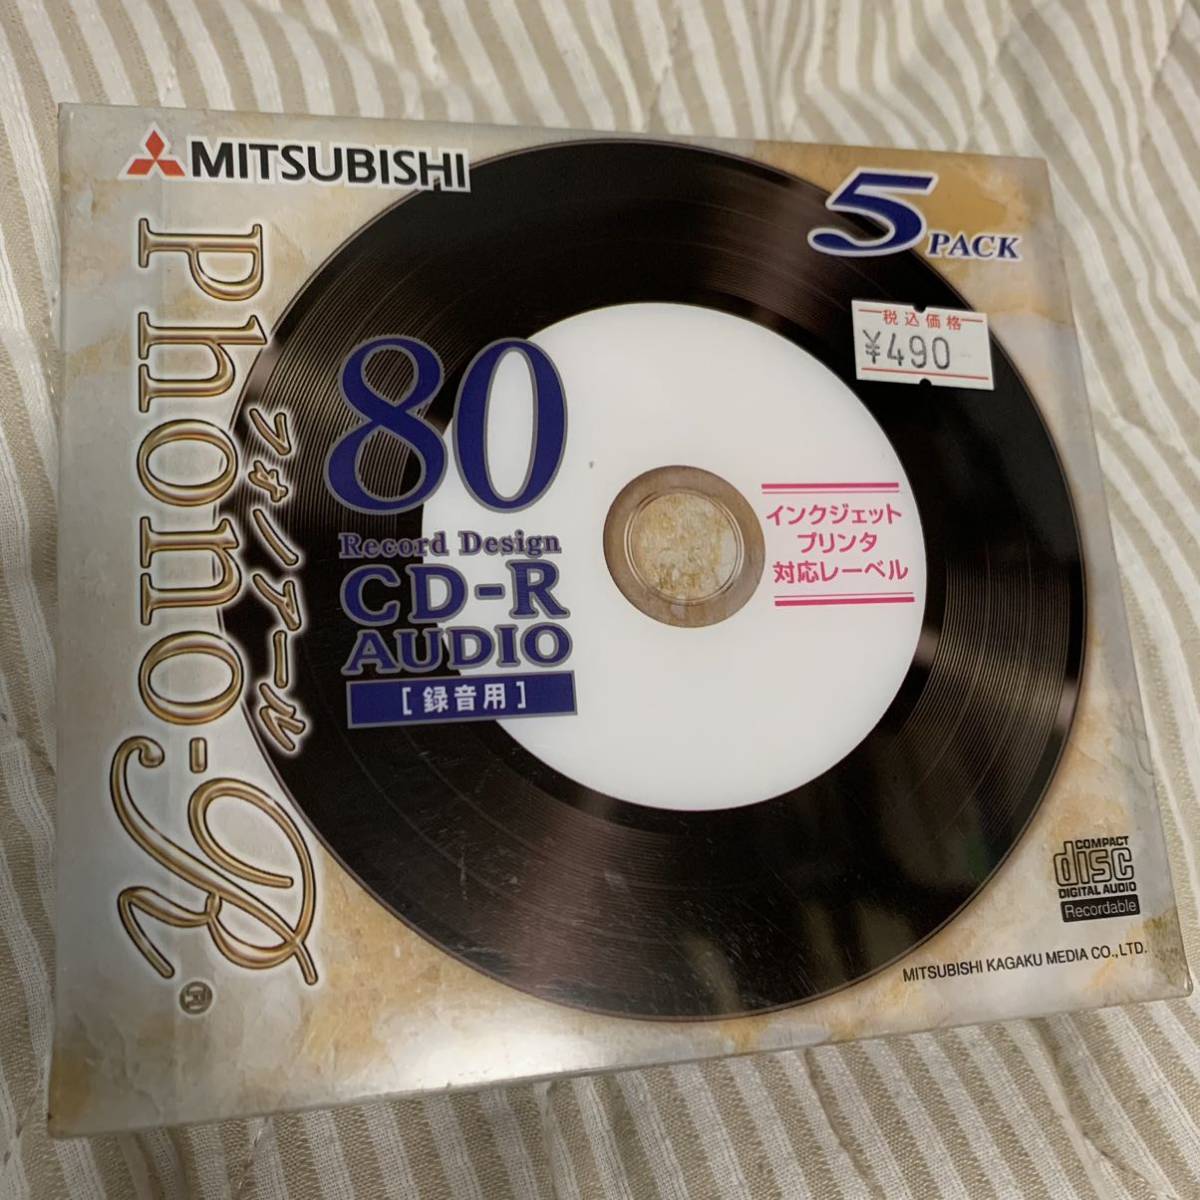 MITSUBISHI
5 PACK
税込価格
¥490
Phono-R®
フォノアール
80
Record Design
CD-R
AUDIO
[録音用]
インクジェット
プリンタ
対応レーベル
COMPACT
disc
DIGITAL AUDIO
Recordable
MITSUBISHI KAGAKU MEDIA CO.,LTD.